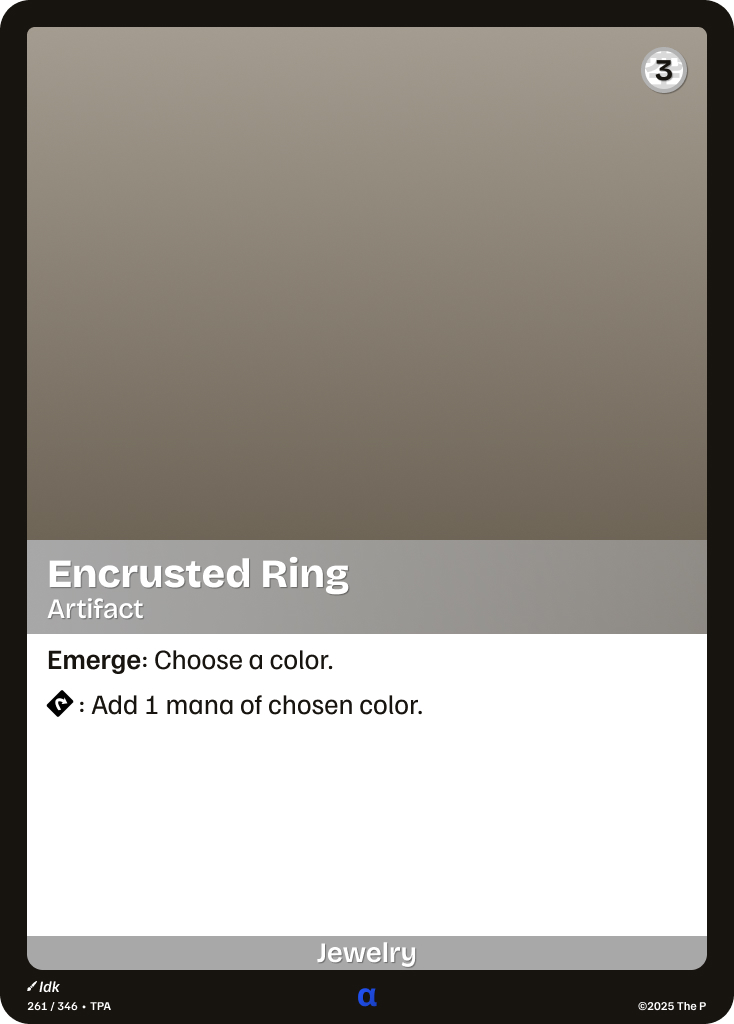 3
Encrusted Ring
Artifact
Emerge: Choose a color.
: Add 1 mana of chosen color.
Jewelry
Idk
261 / 346 • TPA
α
©2025 The P